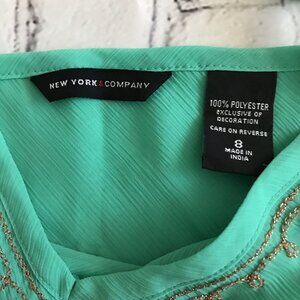 NEW YORK & COMPANY
100% POLYESTER
EXCLUSIVE OF
DECORATION
CARE ON REVERSE
8
MADE IN
INDIA